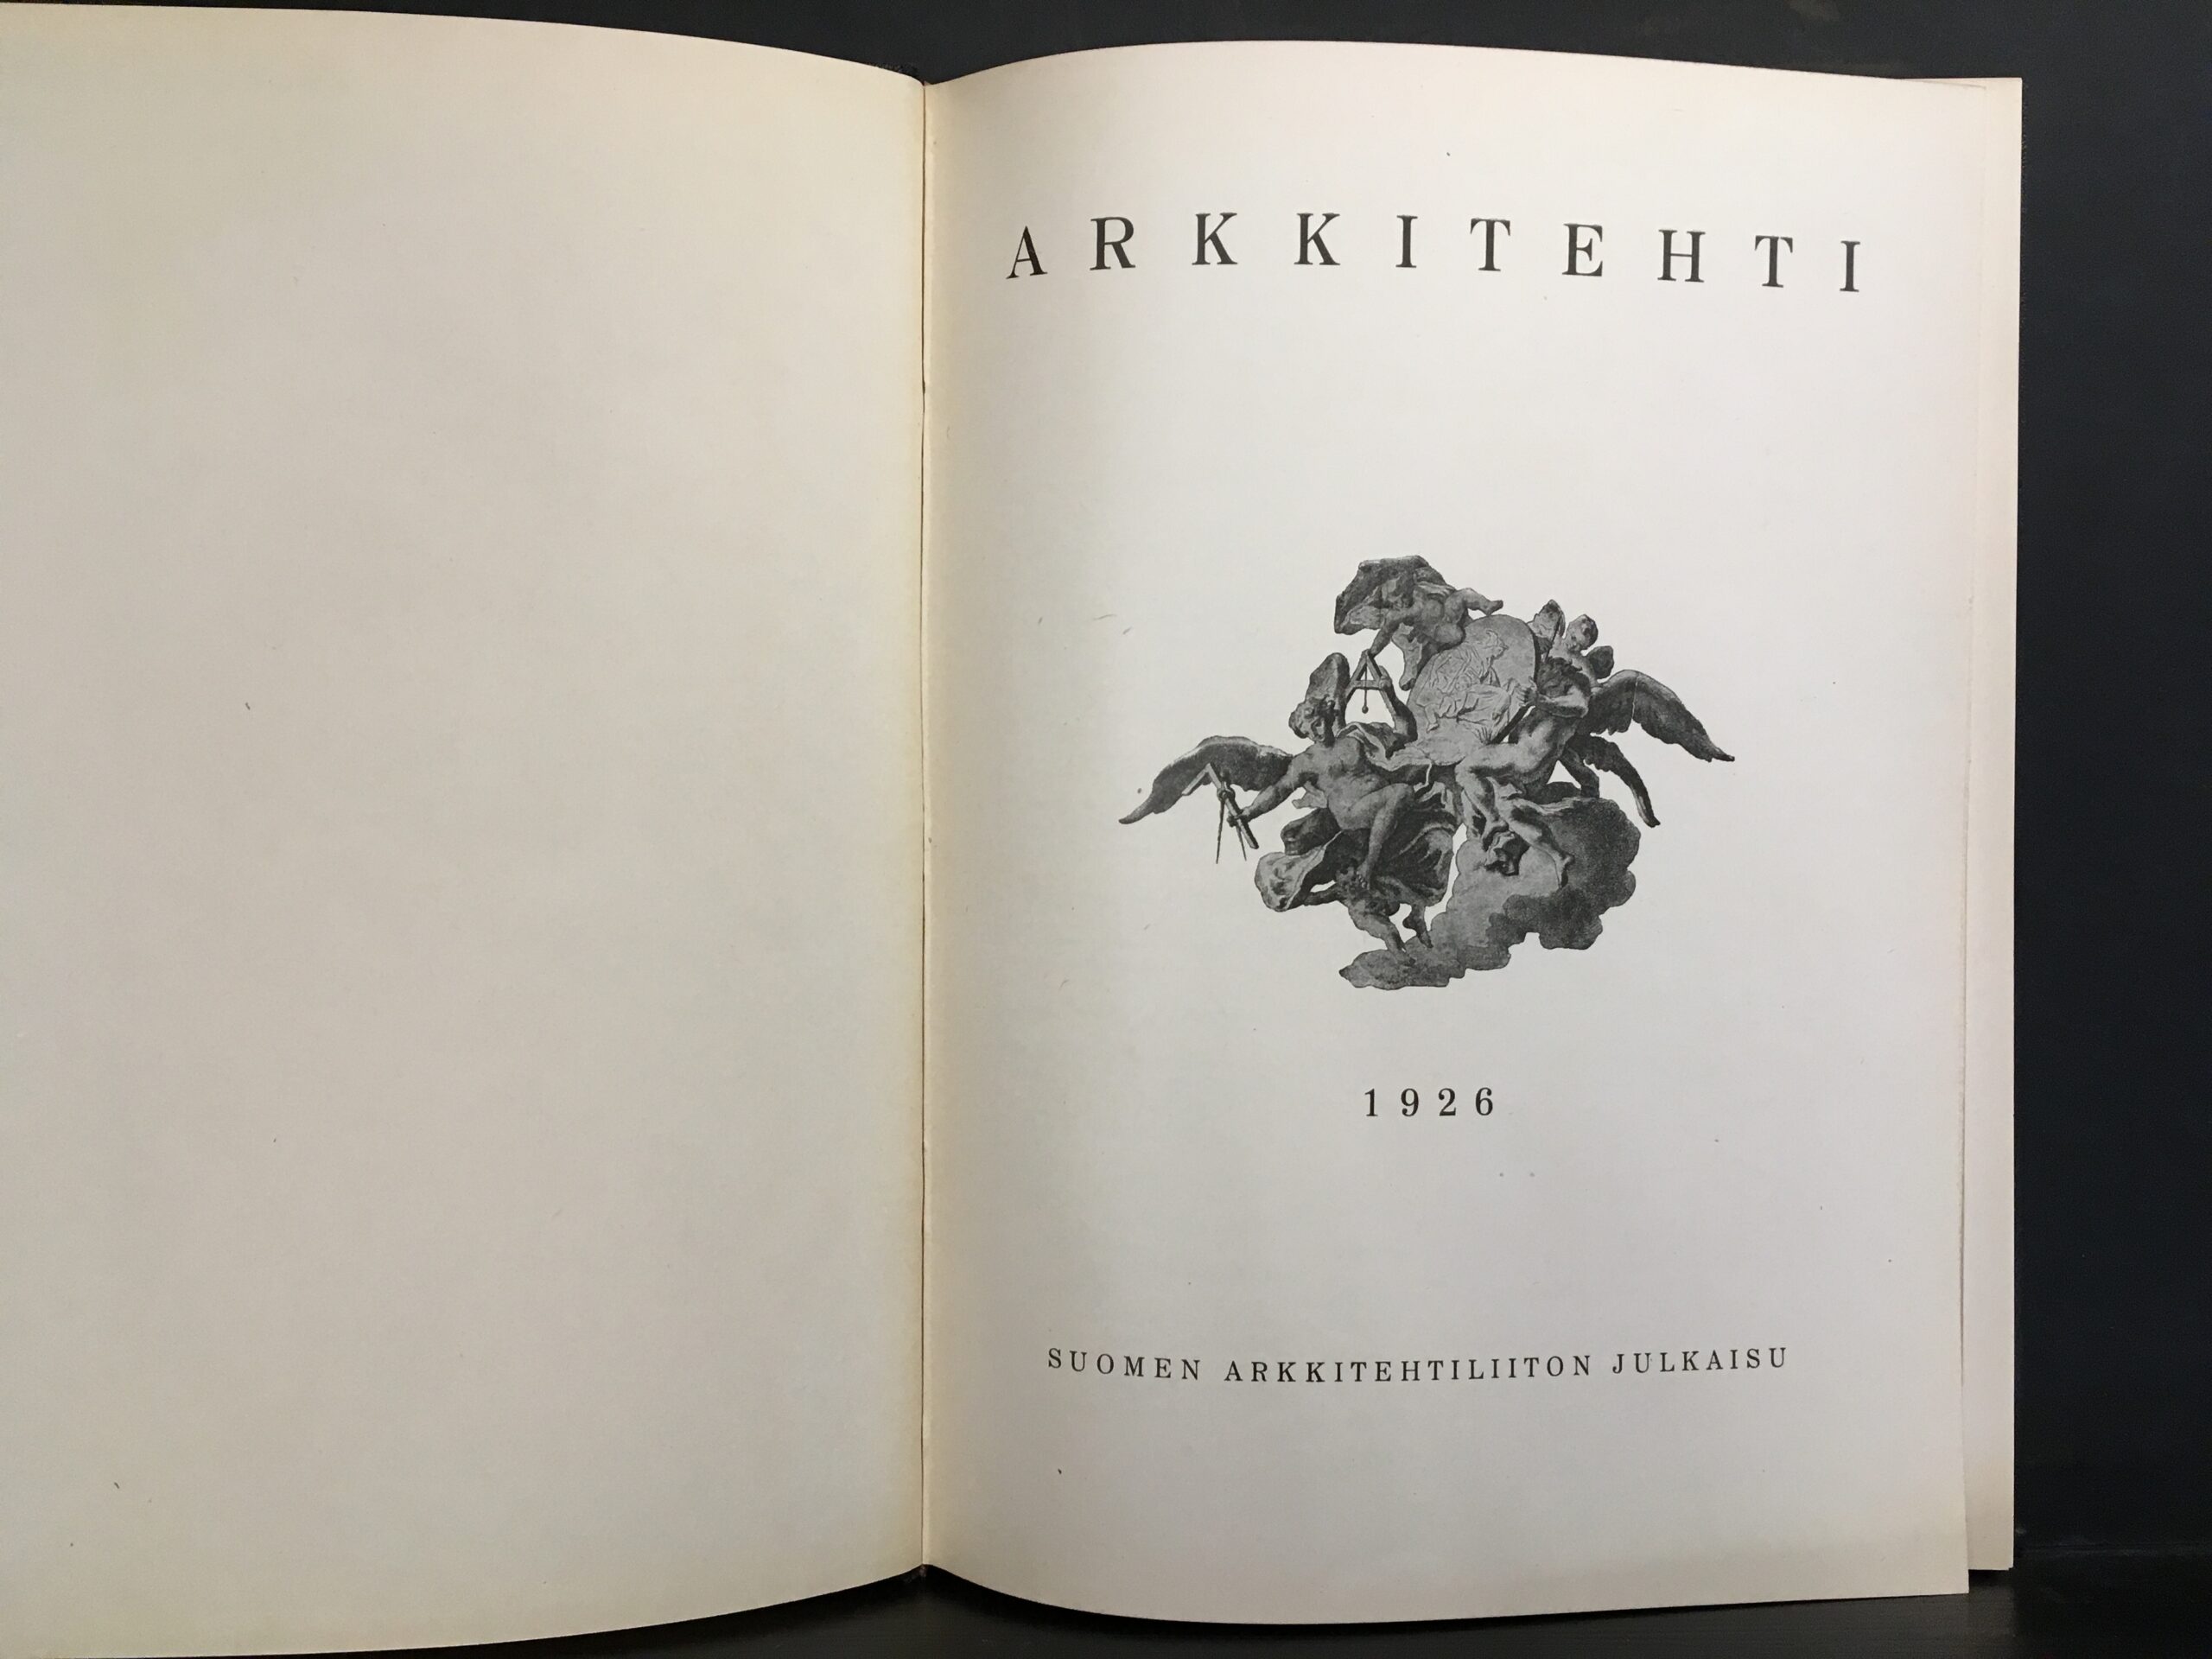 ARKKITEHTI
1926
SUOMEN ARKKITEHTILIITON JULKAISU